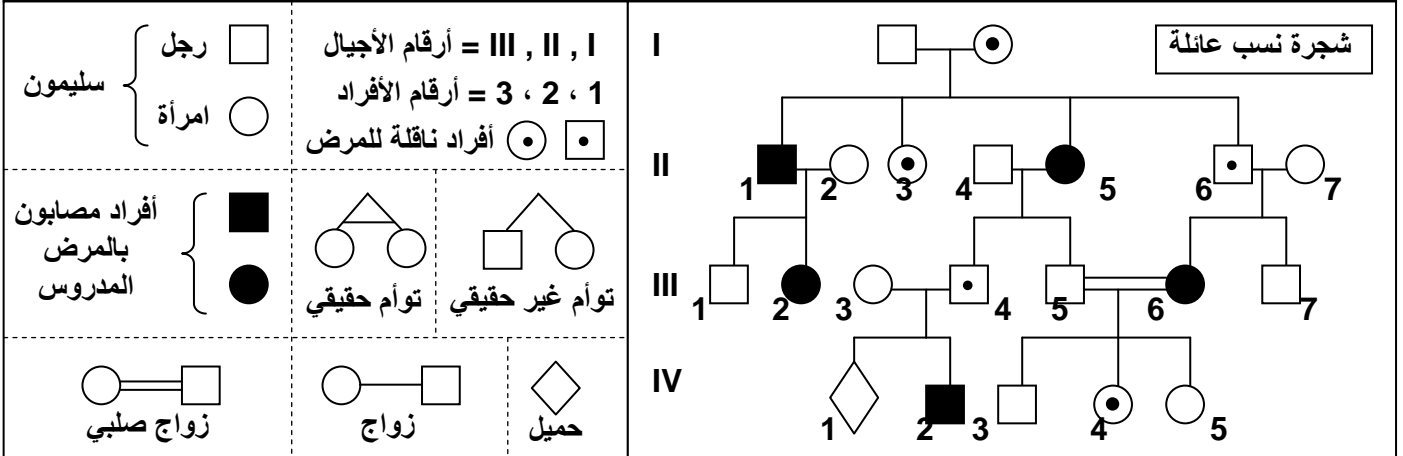 شجرة نسب عائلة
I
II
1 2 3 4 5 6 7
III
1 2 3 4 5 6 7
IV
1 2 3 4 5
I , II , III = أرقام الأجيال
1 ، 2 ، 3 = أرقام الأفراد
أفراد ناقلة للمرض
رجل
سليمون
امرأة
أفراد مصابون
بالمرض
المدروس
توأم غير حقيقي
توأم حقيقي
حميل
زواج
زواج صلبي